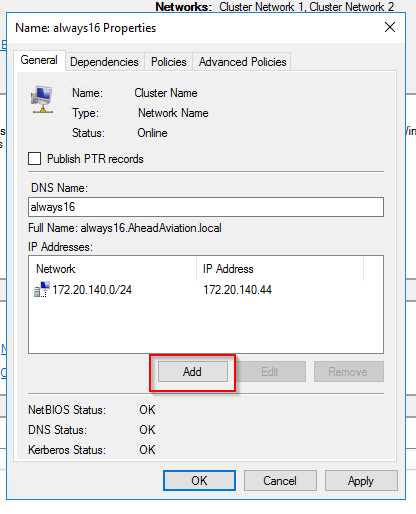 Networks: Cluster Network 1, Cluster Network 2
Name: always16 Properties
General Dependencies Policies Advanced Policies
Name: Cluster Name
Type: Network Name
Status: Online
Publish PTR records
DNS Name:
always16
Full Name: always16.AheadAviation.local
IP Addresses:
Network IP Address
172.20.140.0/24 172.20.140.44
Add Edit Remove
NetBIOS Status: OK
DNS Status: OK
Kerberos Status: OK
OK Cancel Apply